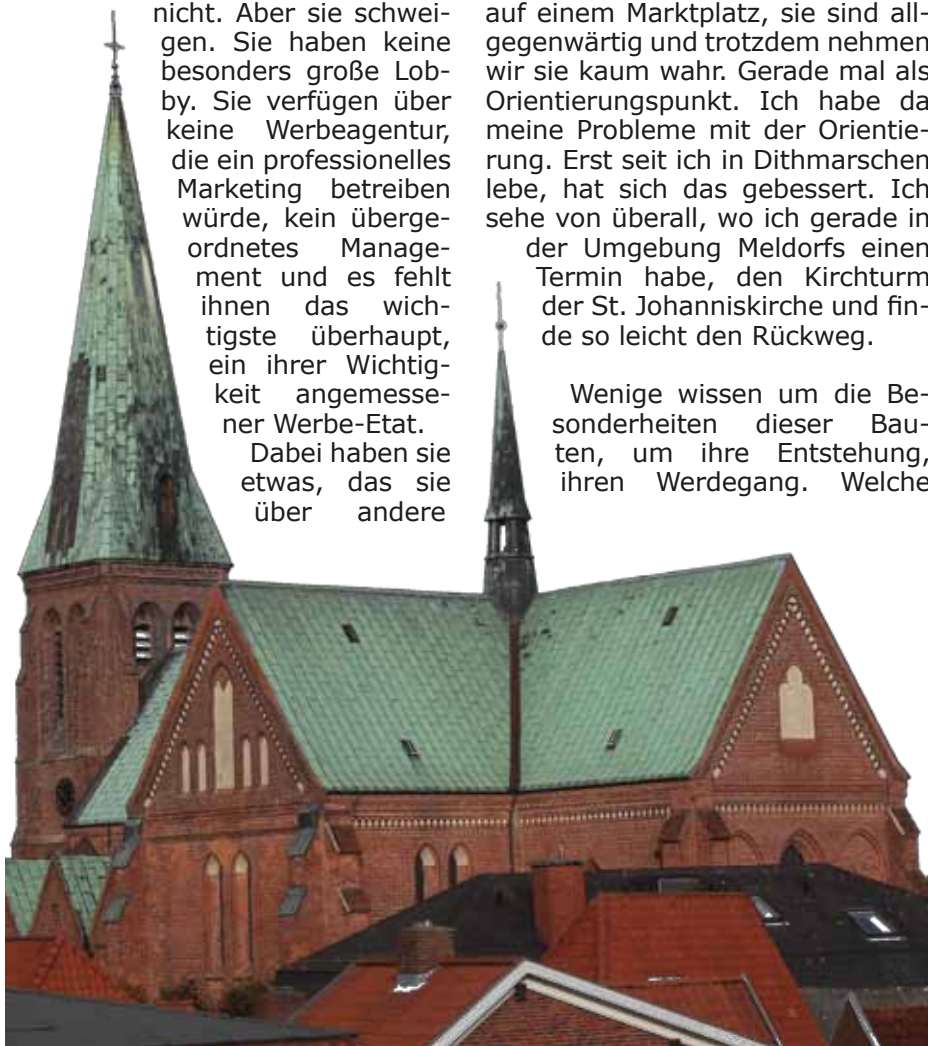 nicht. Aber sie schwei-
gen. Sie haben keine
besonders große Lob-
by. Sie verfügen über
keine Werbeagentur,
die ein professionelles
Marketing betreiben
würde, kein überge-
ordnetes Manage-
ment und es fehlt
ihnen das wich-
tigste überhaupt,
ein ihrer Wichtig-
keit angemesse-
ner Werbe-Etat.
Dabei haben sie
etwas, das sie
über andere
auf einem Marktplatz, sie sind all-
gegenwärtig und trotzdem nehmen
wir sie kaum wahr. Gerade mal als
Orientierungspunkt. Ich habe da
meine Probleme mit der Orientie-
rung. Erst seit ich in Dithmarschen
lebe, hat sich das gebessert. Ich
sehe von überall, wo ich gerade in
der Umgebung Meldorfs einen
Termin habe, den Kirchturm
der St. Johanniskirche und fin-
de so leicht den Rückweg.
Wenige wissen um die Be-
sonderheiten dieser Bau-
ten, um ihre Entstehung,
ihren Werdegang. Welche